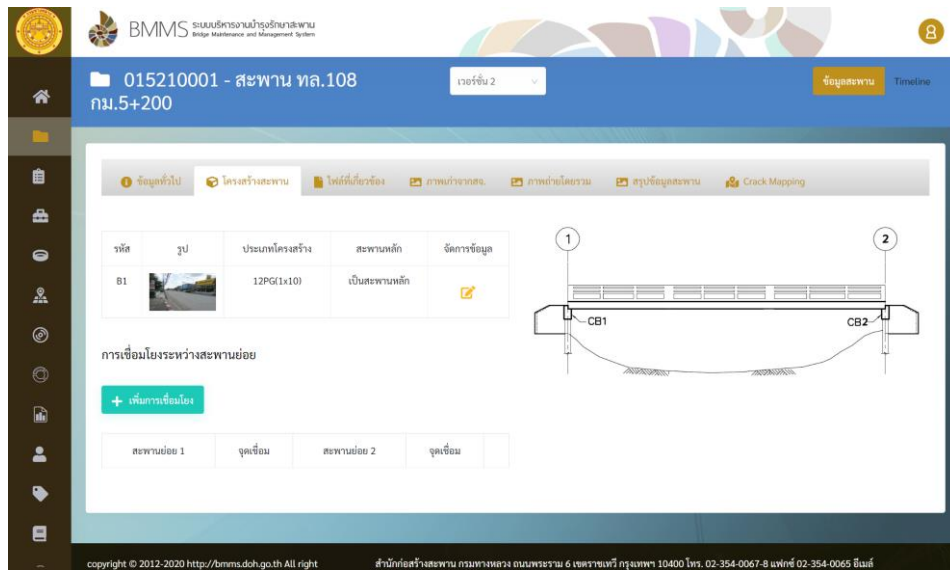 BMMS ระบบบริหารงานบำรุงรักษาสะพาน
Bridge Maintenance and Management System
015210001 - สะพาน ทล.108
กม.5+200
เวอร์ชั่น 2
ข้อมูลสะพาน
Timeline
ข้อมูลทั่วไป
โครงสร้างสะพาน
ไฟล์ที่เกี่ยวข้อง
ภาพเก่าจากสจ.
ภาพถ่ายโดยรวม
สรุปข้อมูลสะพาน
Crack Mapping
รหัส รูป ประเภทโครงสร้าง สะพานหลัก จัดการข้อมูล
B1 12PG(1x10) เป็นสะพานหลัก
1 2
CB1 CB2
การเชื่อมโยงระหว่างสะพานย่อย
+ เพิ่มการเชื่อมโยง
สะพานย่อย 1 จุดเชื่อม สะพานย่อย 2 จุดเชื่อม
copyright © 2012-2020 http://bmms.doh.go.th All right
สำนักก่อสร้างสะพาน กรมทางหลวง ถนนพระราม 6 เขตราชเทวี กรุงเทพฯ 10400 โทร. 02-354-0067-8 แฟกซ์ 02-354-0065 อีเมล์